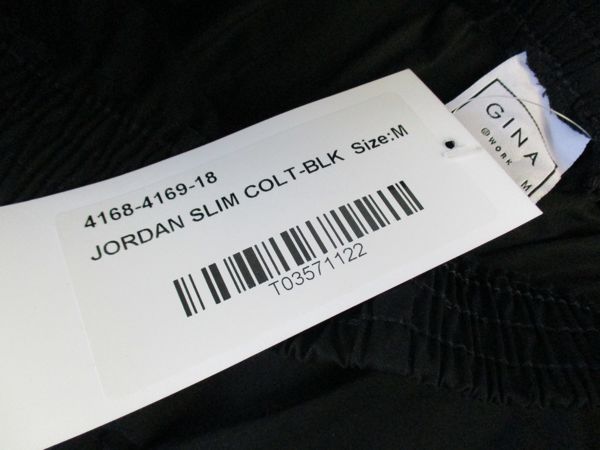 4168-4169-18
JORDAN SLIM COLT-BLK Size:M
T03571122
GINA
@WORK
M